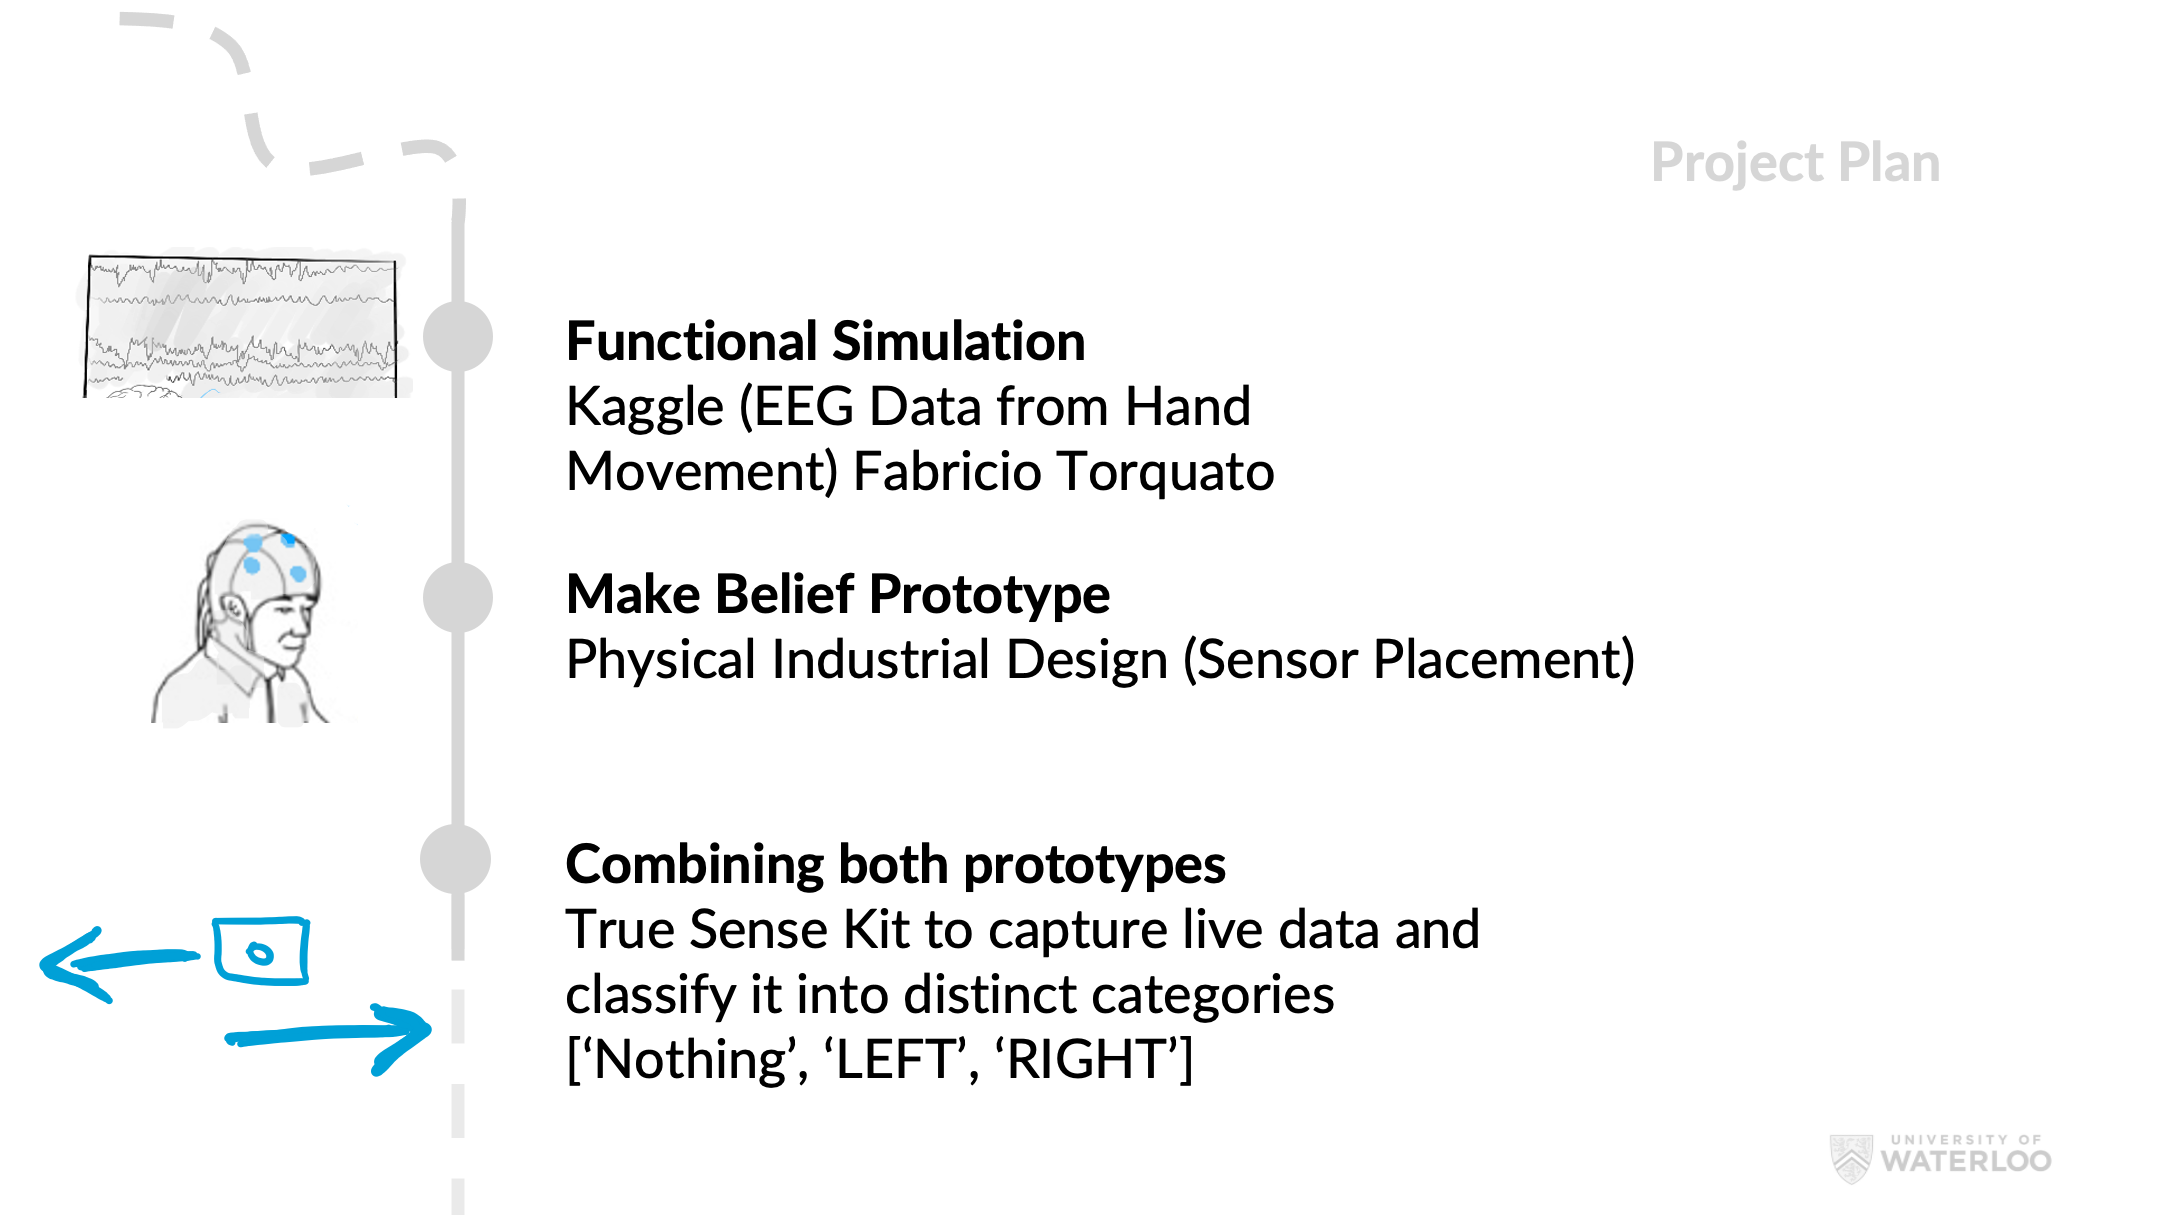 Project Plan
Functional Simulation
Kaggle (EEG Data from Hand
Movement) Fabricio Torquato
Make Belief Prototype
Physical Industrial Design (Sensor Placement)
Combining both prototypes
True Sense Kit to capture live data and
classify it into distinct categories
[‘Nothing’, ‘LEFT’, ‘RIGHT’]
UNIVERSITY OF
WATERLOO